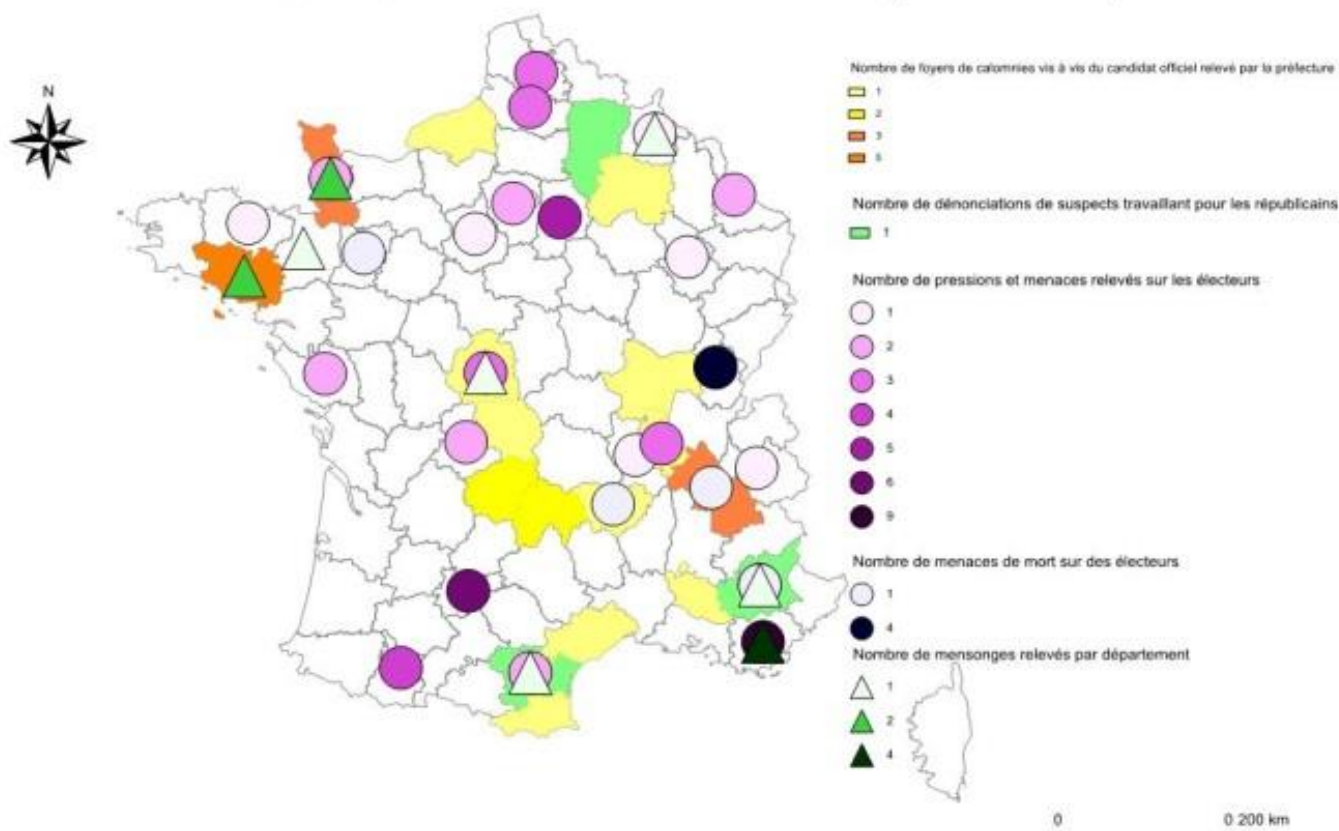 N
Nombre de foyers de calomnies vis à vis du candidat officiel relevé par la préfecture
1
2
3
5
Nombre de dénonciations de suspects travaillant pour les républicains
1
Nombre de pressions et menaces relevés sur les électeurs
1
2
3
4
5
6
9
Nombre de menaces de mort sur des électeurs
1
4
Nombre de mensonges relevés par département
1
2
4
0 0 200 km